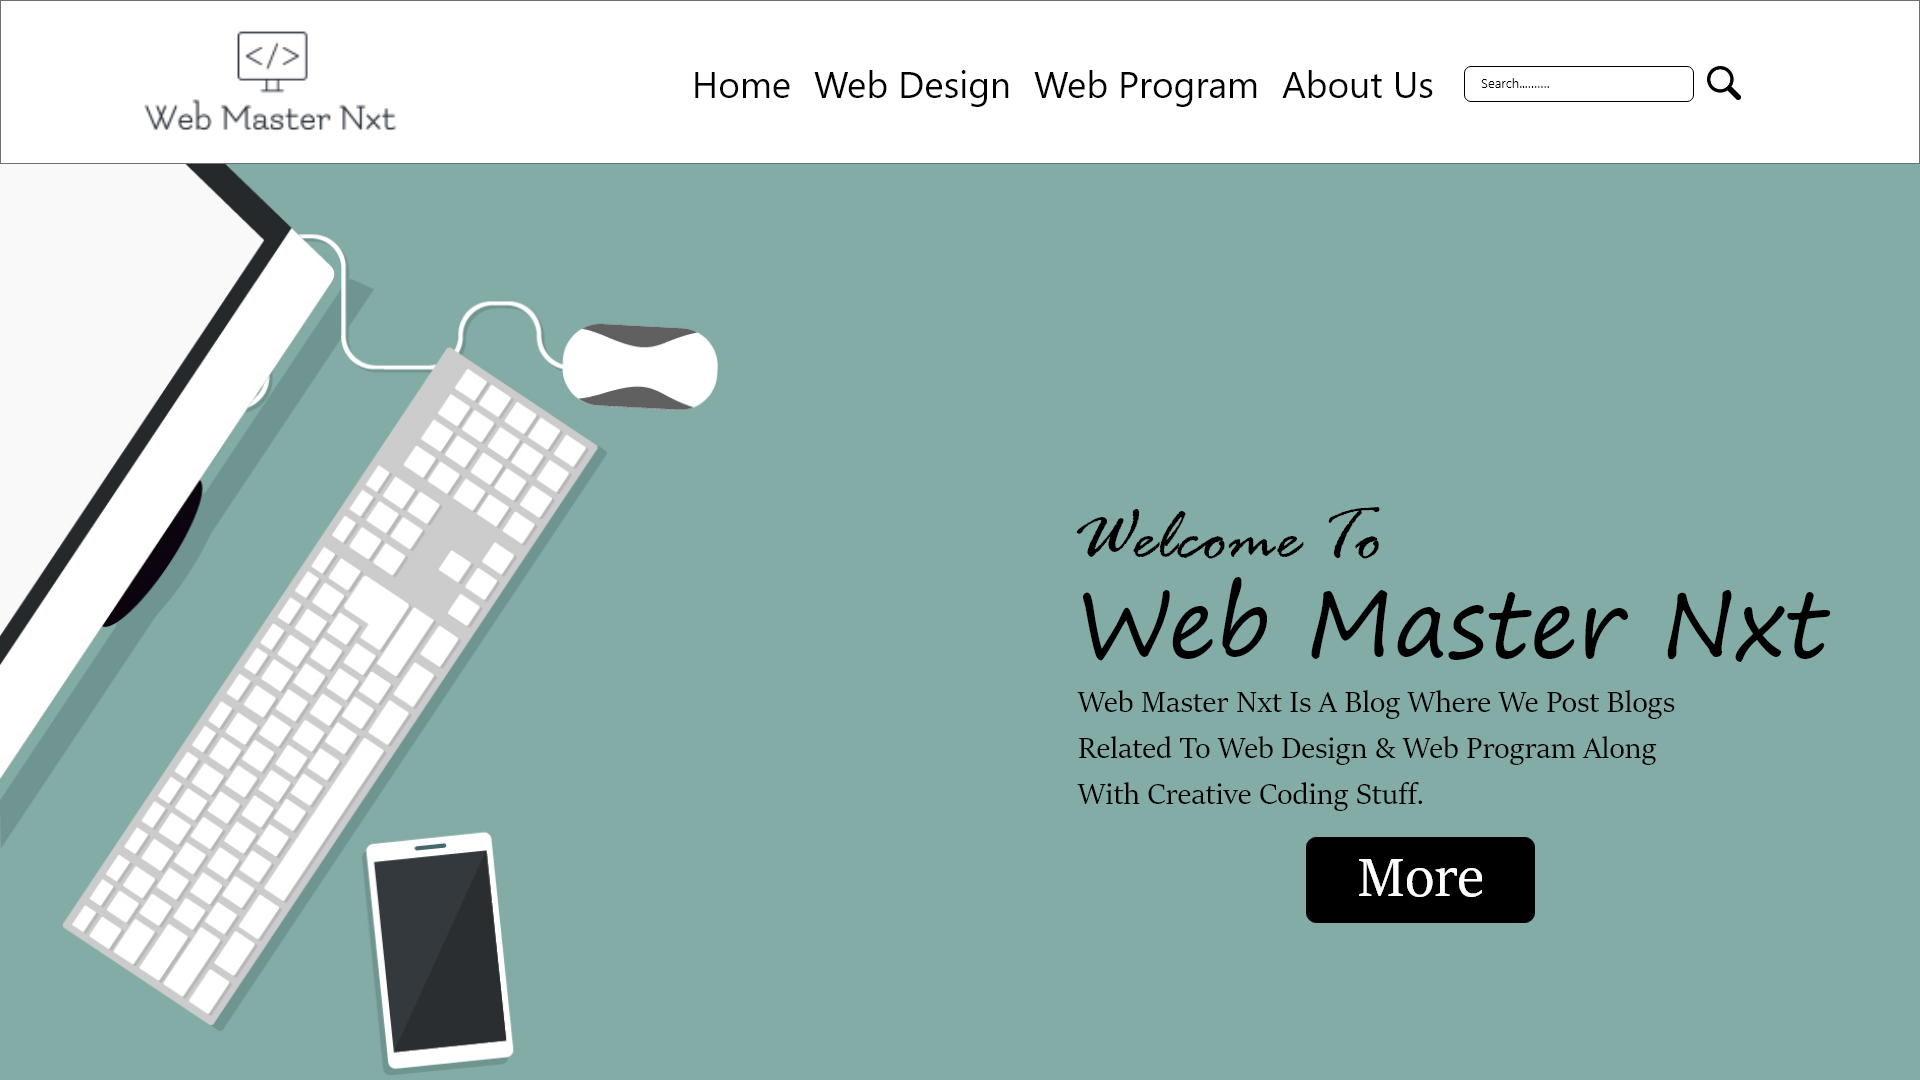 </>
Web Master Nxt
Home Web Design Web Program About Us Search..........
Welcome To
Web Master Nxt
Web Master Nxt Is A Blog Where We Post Blogs
Related To Web Design & Web Program Along
With Creative Coding Stuff.
More